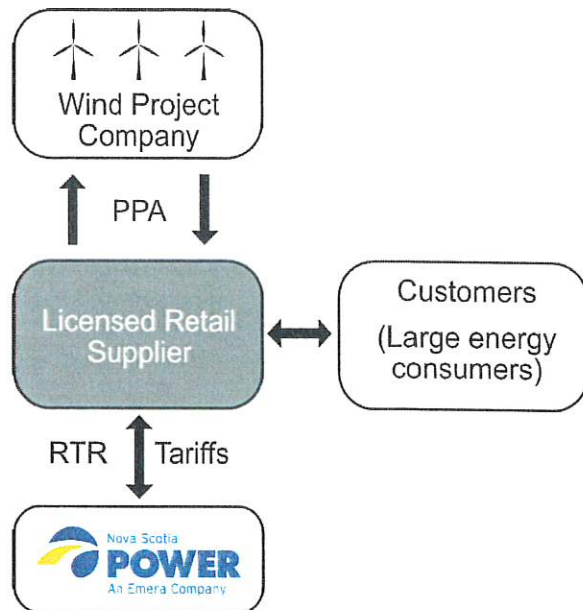 Wind Project
Company
PPA
Licensed Retail
Supplier
Customers
(Large energy
consumers)
RTR Tariffs
Nova Scotia
POWER
An Emera Company